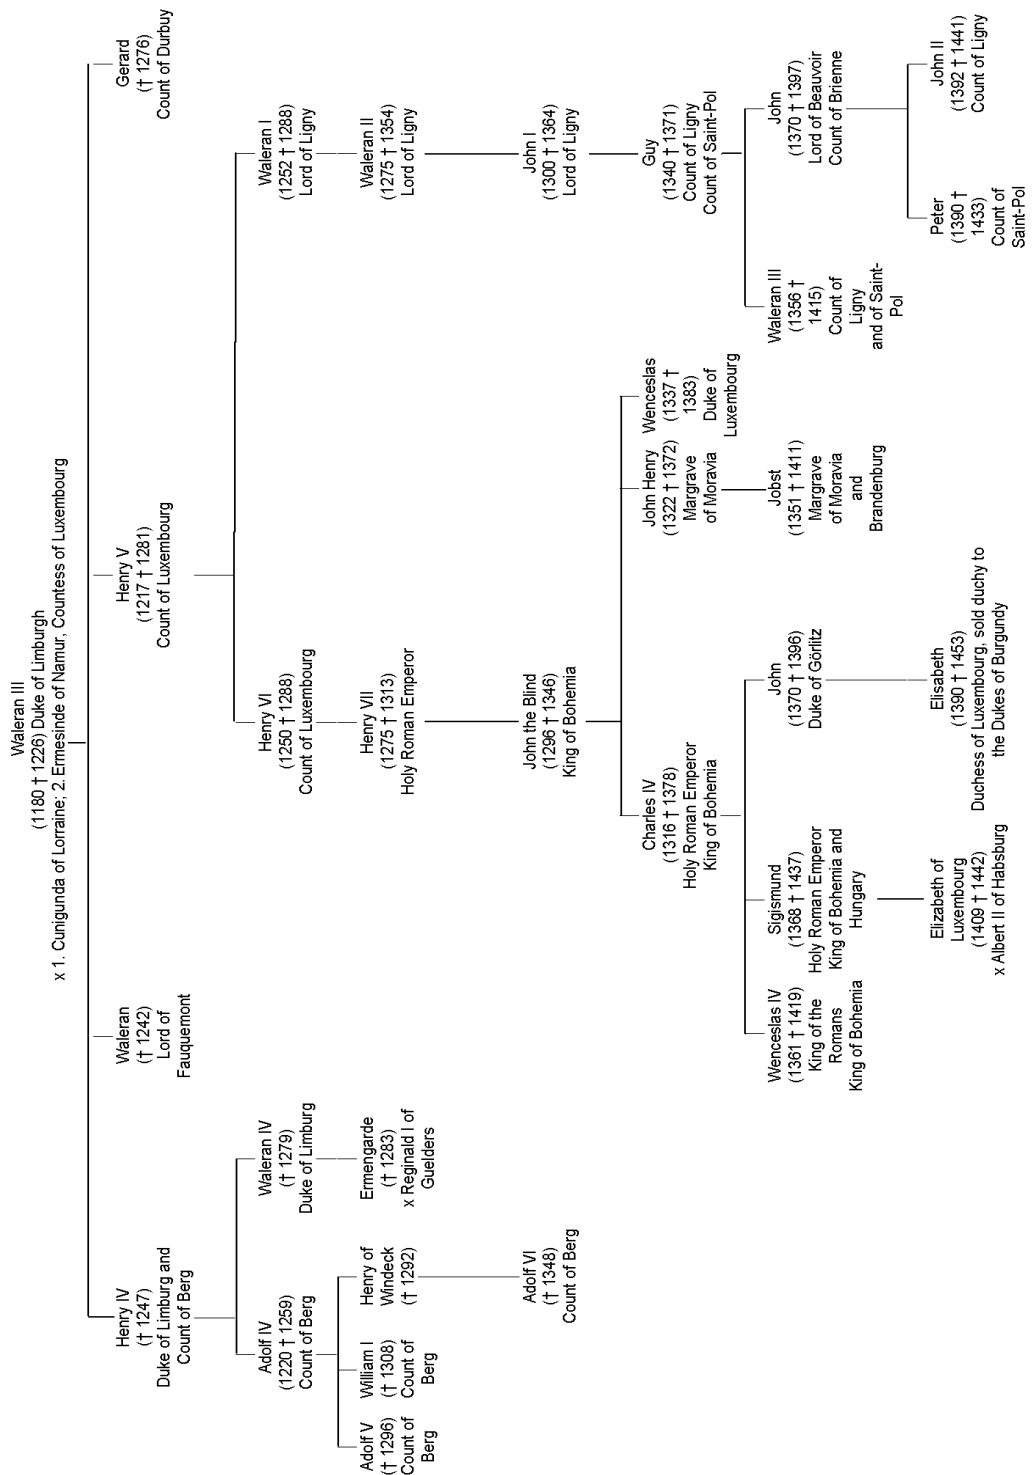 Waleran III
(1180 † 1226) Duke of Limburgh
x 1. Cunigunda of Lorraine; 2. Ermesinde of Namur, Countess of Luxembourg
Henry IV
(† 1247)
Duke of Limburg and
Count of Berg
Waleran
(† 1242)
Lord of
Fauquemont
Henry V
(1217 † 1281)
Count of Luxembourg
Gerard
(† 1276)
Count of Durbuy
Adolf IV
(1220 † 1259)
Count of Berg
Waleran IV
(† 1279)
Duke of Limburg
Henry VI
(1250 † 1288)
Count of Luxembourg
Waleran I
(1252 † 1288)
Lord of Ligny
Adolf V
(† 1296)
Count of
Berg
William I
(† 1308)
Count of
Berg
Henry of
Windeck
(† 1292)
Ermengarde
(† 1283)
x Reginald I of
Guelders
Henry VII
(1275 † 1313)
Holy Roman Emperor
Waleran II
(1275 † 1354)
Lord of Ligny
Adolf VI
(† 1348)
Count of Berg
John the Blind
(1296 † 1346)
King of Bohemia
John I
(1300 † 1364)
Lord of Ligny
Charles IV
(1316 † 1378)
Holy Roman Emperor
King of Bohemia
John Henry
(1322 † 1372)
Margrave
of Moravia
Wenceslas
(1337 †
1383)
Duke of
Luxembourg
Guy
(1340 † 1371)
Count of Ligny
Count of Saint-Pol
Wenceslas IV
(1361 † 1419)
King of the
Romans
King of Bohemia
Sigismund
(1368 † 1437)
Holy Roman Emperor
King of Bohemia and
Hungary
John
(1370 † 1396)
Duke of Görlitz
Jobst
(1351 † 1411)
Margrave
of Moravia
and
Brandenburg
Waleran III
(1356 †
1415)
Count of
Ligny
and of Saint-
Pol
John
(1370 † 1397)
Lord of Beauvoir
Count of Brienne
Elizabeth of
Luxembourg
(1409 † 1442)
x Albert II of Habsburg
Elisabeth
(1390 † 1453)
Duchess of Luxembourg, sold duchy to
the Dukes of Burgundy
Peter
(1390 †
1433)
Count of
Saint-Pol
John II
(1392 † 1441)
Count of Ligny